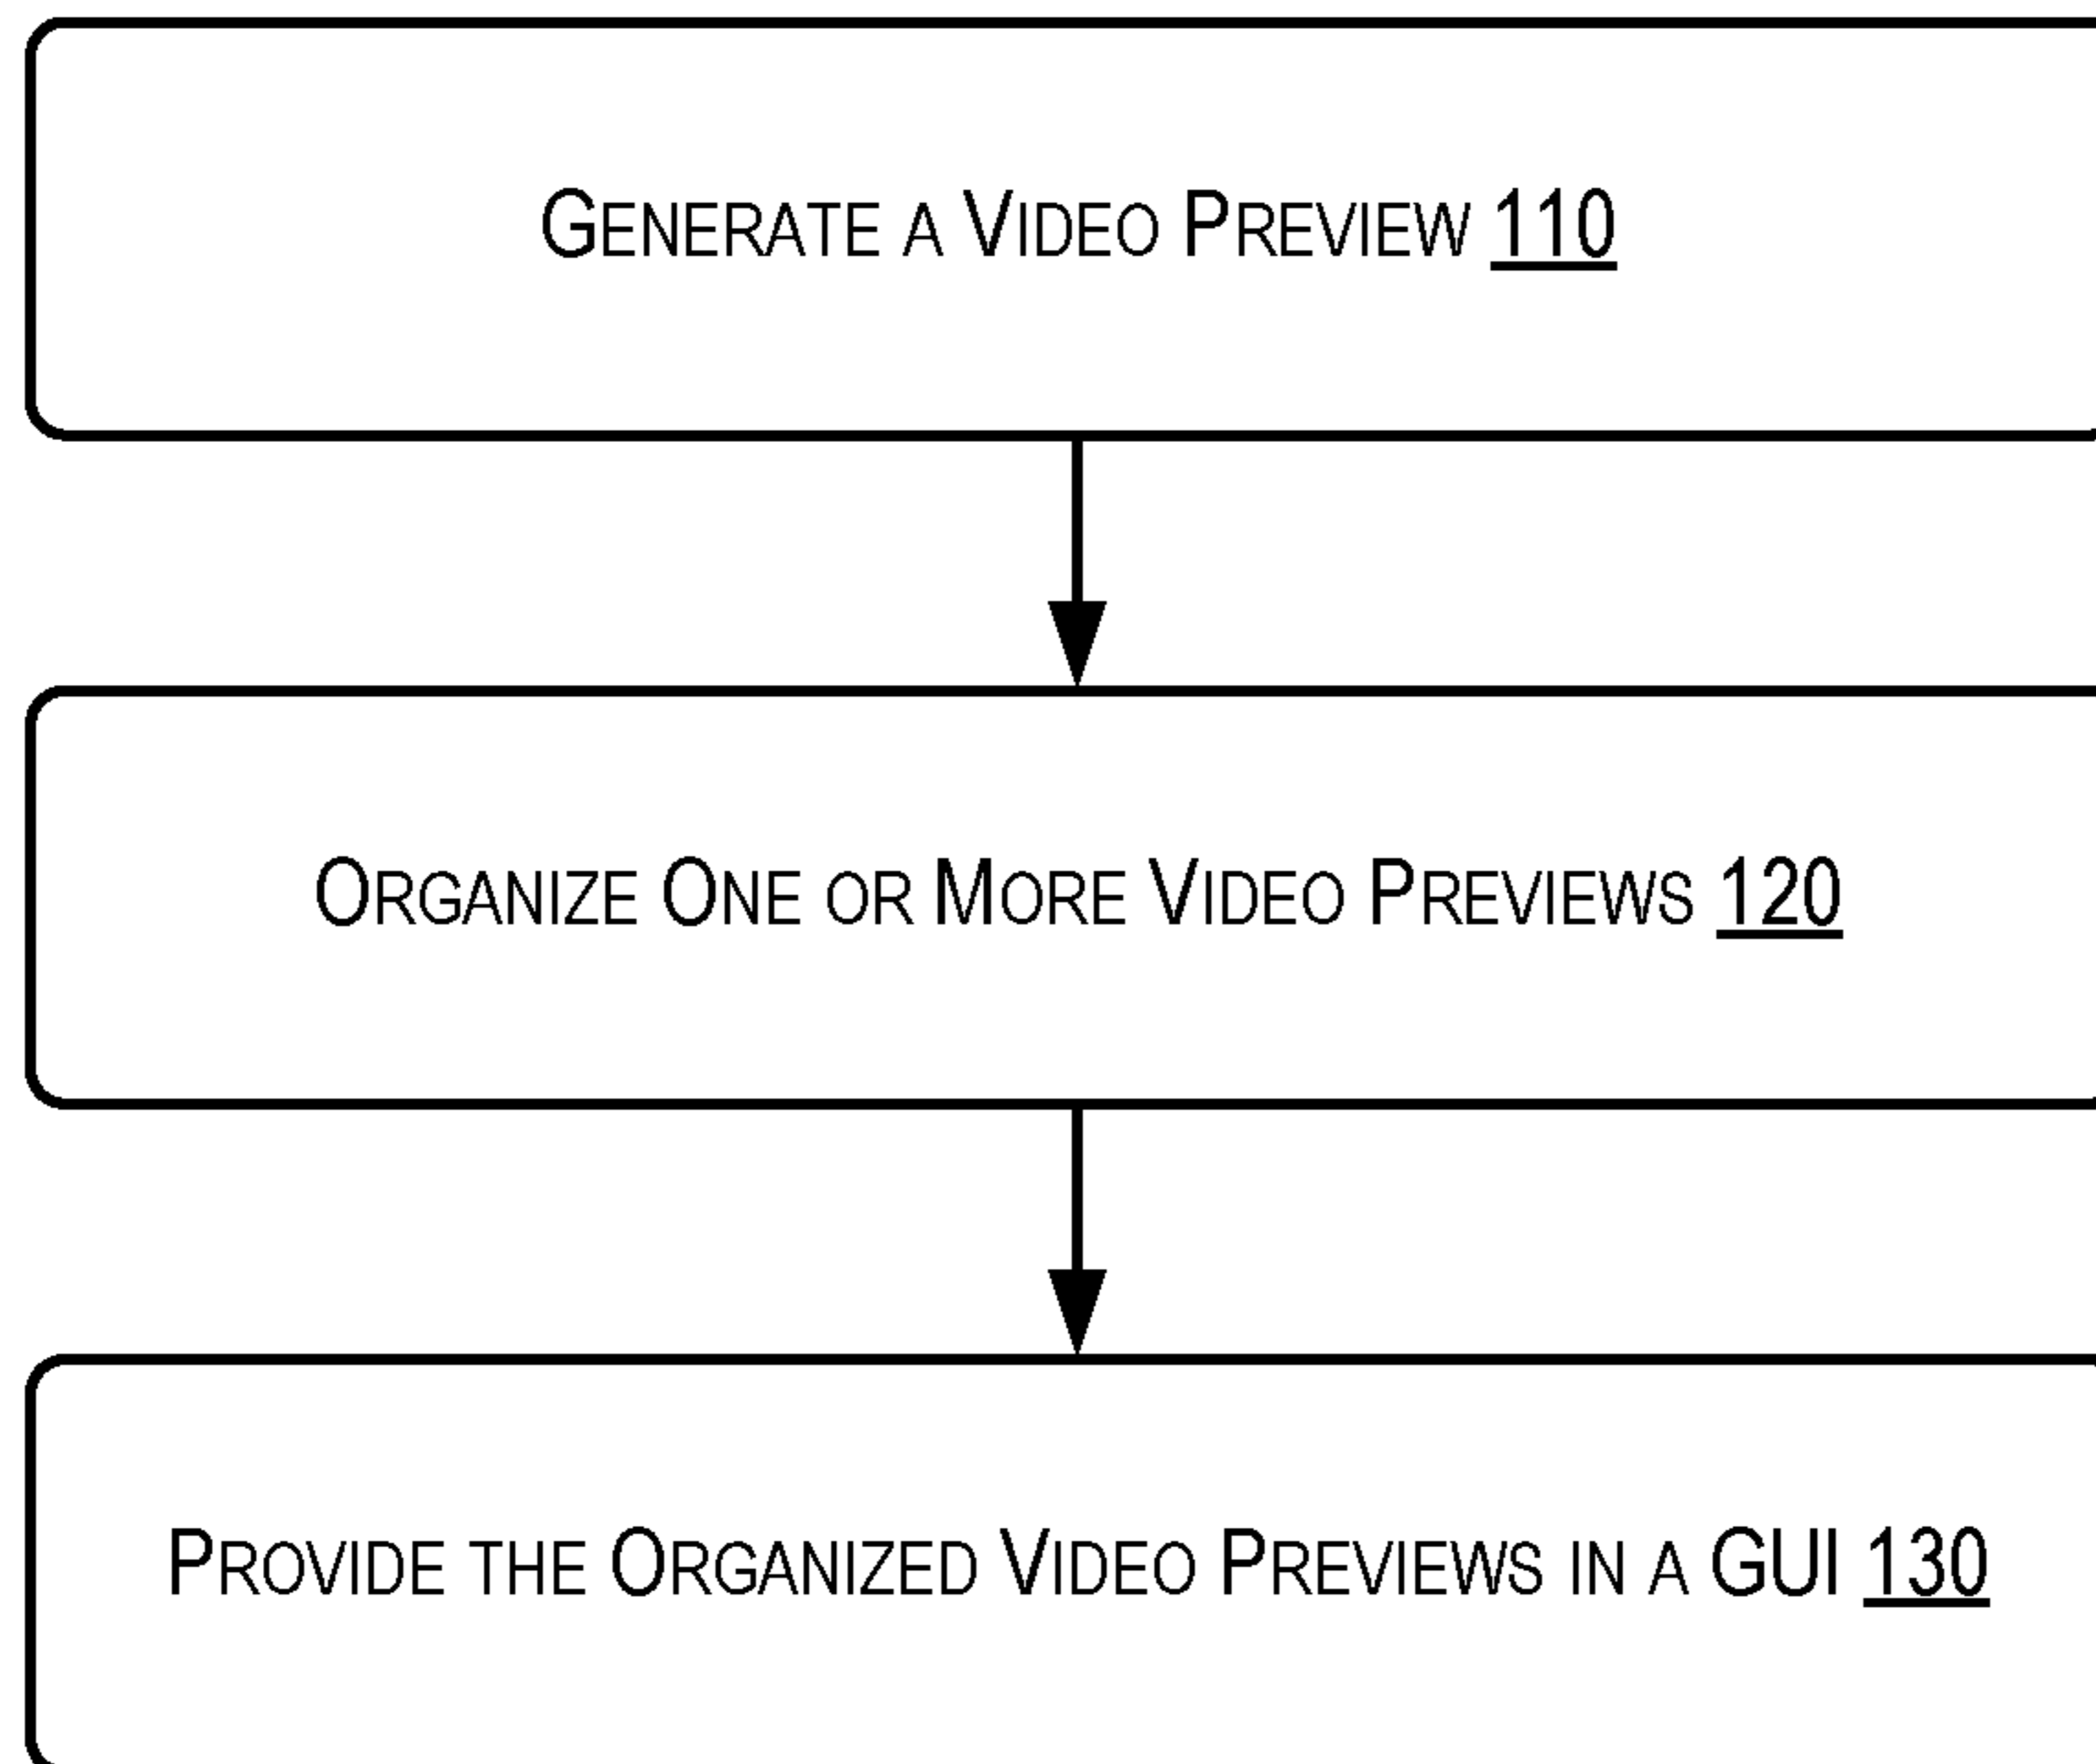 Generate a Video Preview 110
Organize One or More Video Previews 120
Provide the Organized Video Previews in a GUI 130